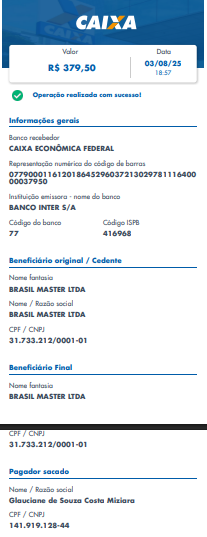 CAIXA
Valor
R$ 379,50
Data
03/08/25
18:57
Operação realizada com sucesso!
Informações gerais
Banco recebedor
CAIXA ECONÔMICA FEDERAL
Representação numérica do código de barras
077900011612018645296037213029781116400
00037950
Instituição emissora - nome do banco
BANCO INTER S/A
Código do banco
77
Código ISPB
416968
Beneficiário original / Cedente
Nome fantasia
BRASIL MASTER LTDA
Nome / Razão social
BRASIL MASTER LTDA
CPF / CNPJ
31.733.212/0001-01
Beneficiário Final
Nome fantasia
BRASIL MASTER LTDA
CPF / CNPJ
31.733.212/0001-01
Pagador sacado
Nome / Razão social
Glauciane de Souza Costa Miziara
CPF / CNPJ
141.919.128-44